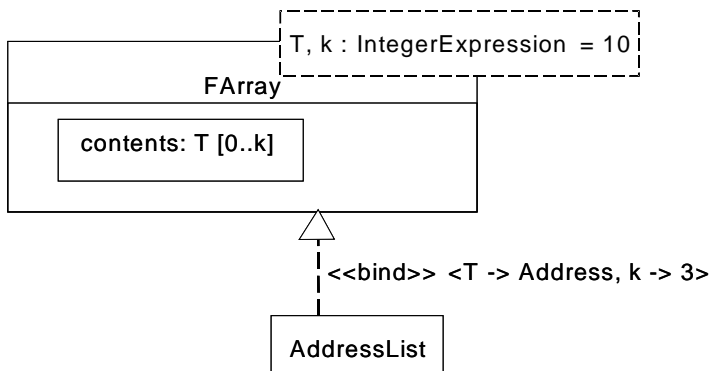 T, k : IntegerExpression = 10
FArray
contents: T [0..k]
<<bind>> <T -> Address, k -> 3>
AddressList